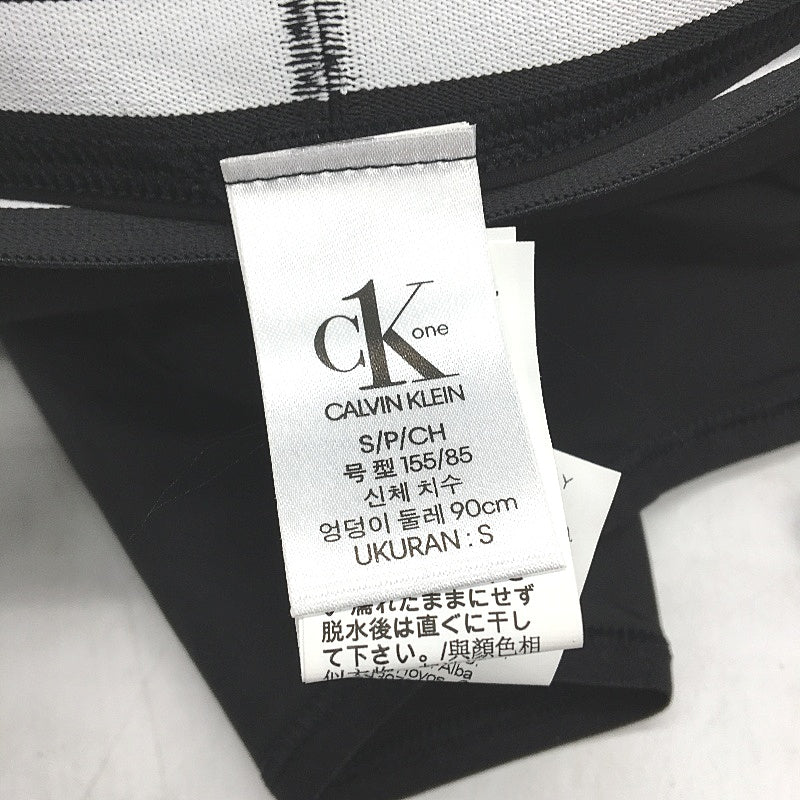 CK one
CALVIN KLEIN
S/P/CH
号型 155/85
신체 치수
엉덩이 둘레 90cm
UKURAN : S
濡れたままにせず
脱水後は直ぐに干し
て下さい。/與顏色相